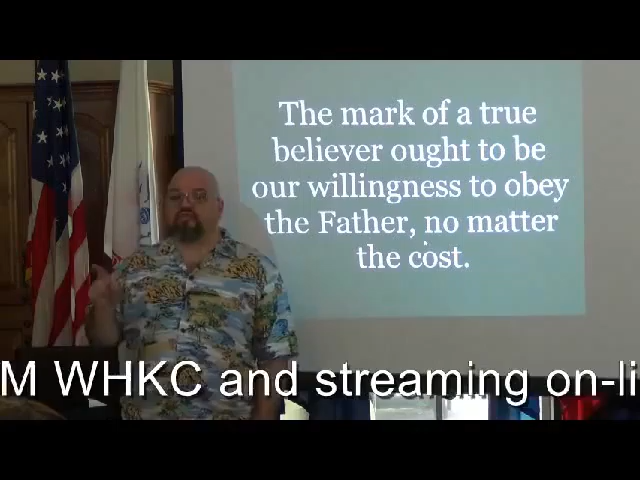 The mark of a true
believer ought to be
our willingness to obey
the Father, no matter
the cost.
M WHKC and streaming on-li